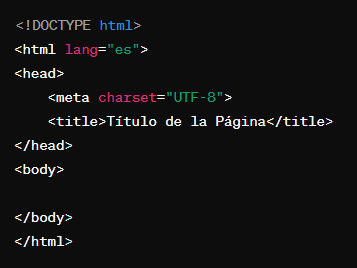 <!DOCTYPE html>
<html lang="es">
<head>
    <meta charset="UTF-8">
    <title>Título de la Página</title>
</head>
<body>

</body>
</html>